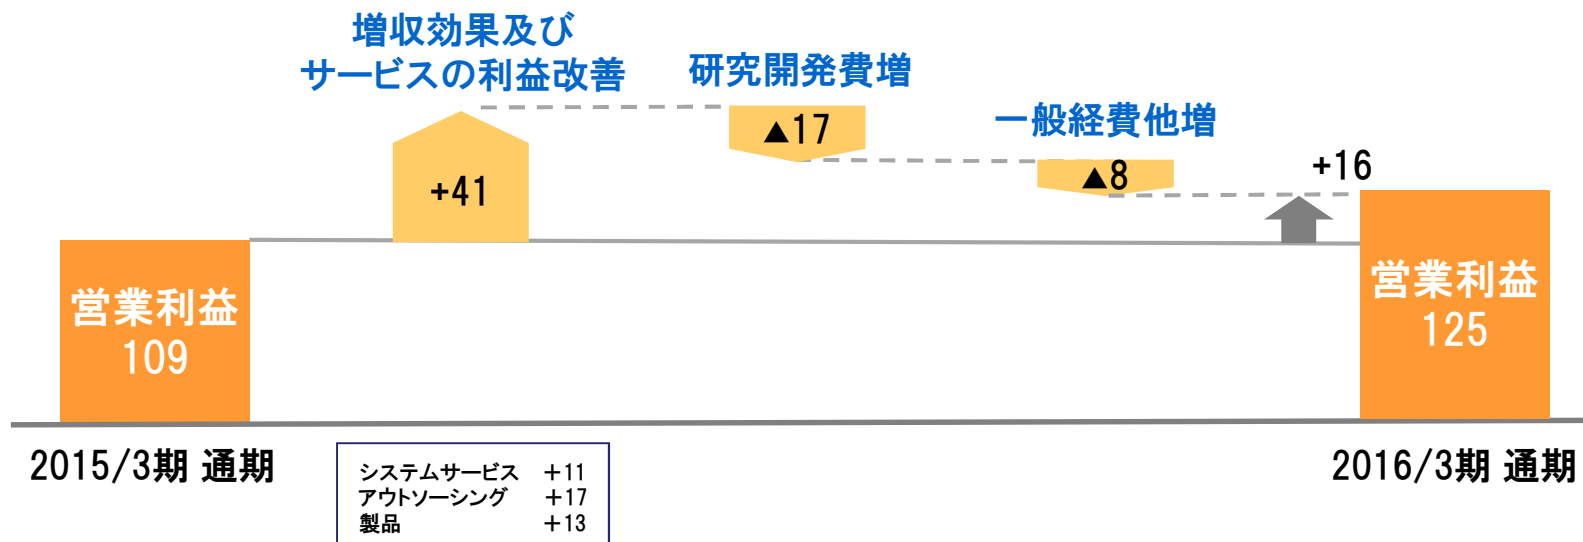 増収効果及び
サービスの利益改善
研究開発費増
一般経費他増
+41
▲17
▲8
+16
営業利益
109
営業利益
125
2015/3期 通期
2016/3期 通期
システムサービス +11
アウトソーシング +17
製品 +13